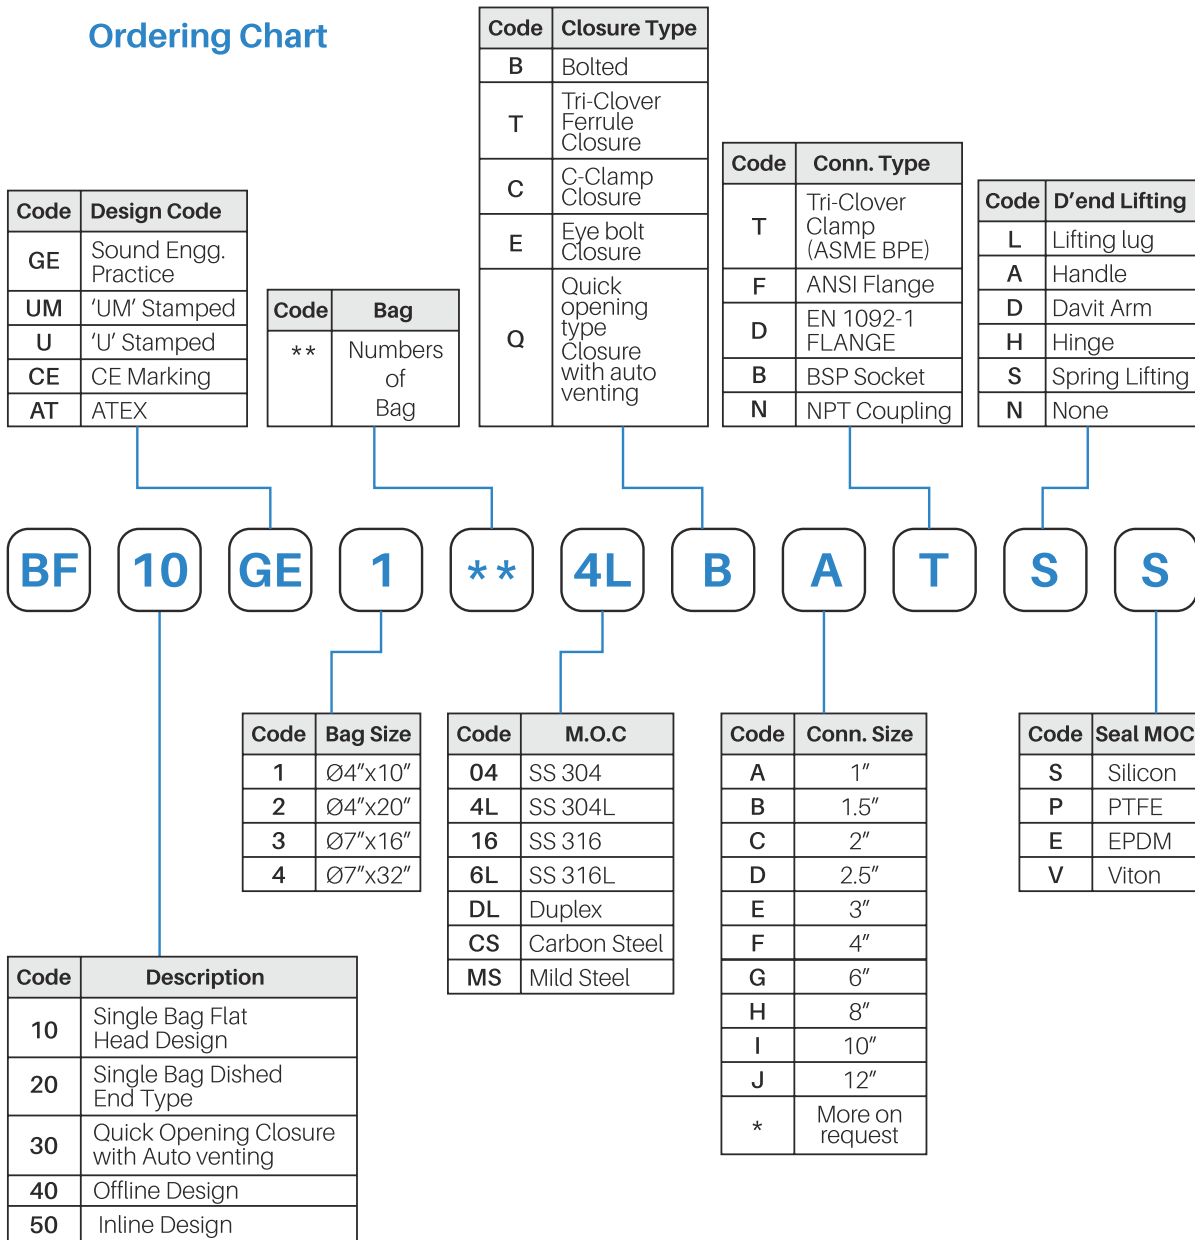 Ordering Chart
Code Closure Type
B Bolted
T Tri-Clover
Ferrule
Closure
C C-Clamp
Closure
E Eye bolt
Closure
Q Quick
opening
type
Closure
with auto
venting
Code Conn. Type
T Tri-Clover
Clamp
(ASME BPE)
F ANSI Flange
D EN 1092-1
FLANGE
B BSP Socket
N NPT Coupling
Code D’end Lifting
L Lifting lug
A Handle
D Davit Arm
H Hinge
S Spring Lifting
N None
Code Design Code
GE Sound Engg.
Practice
UM ‘UM’ Stamped
U ‘U’ Stamped
CE CE Marking
AT ATEX
Code Bag
** Numbers
of
Bag
BF 10 GE 1 ** 4L B A T S S
Code Bag Size
1 Ø4”x10”
2 Ø4”x20”
3 Ø7”x16”
4 Ø7”x32”
Code M.O.C
04 SS 304
4L SS 304L
16 SS 316
6L SS 316L
DL Duplex
CS Carbon Steel
MS Mild Steel
Code Conn. Size
A 1”
B 1.5”
C 2”
D 2.5”
E 3”
F 4”
G 6”
H 8”
I 10”
J 12”
* More on
request
Code Seal MOC
S Silicon
P PTFE
E EPDM
V Viton
Code Description
10 Single Bag Flat
Head Design
20 Single Bag Dished
End Type
30 Quick Opening Closure
with Auto venting
40 Offline Design
50 Inline Design